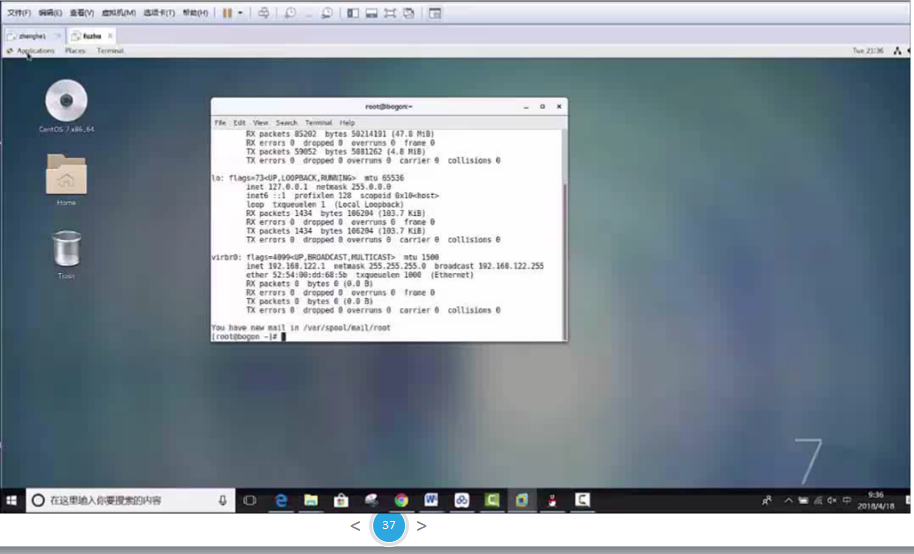 文件(F) 编辑(E) 查看(V) 虚拟机(M) 选项卡(T) 帮助(H)
zhenghe1 fuzhu
Applications Places Terminal Tue 21:36
CentOS 7 x86_64
Home
Trash
root@bogon:~
File Edit View Search Terminal Help
RX packets 85202 bytes 50214191 (47.8 MiB)
RX errors 0 dropped 0 overruns 0 frame 0
TX packets 59052 bytes 5081262 (4.8 MiB)
TX errors 0 dropped 0 overruns 0 carrier 0 collisions 0
lo: flags=73<UP,LOOPBACK,RUNNING> mtu 65536
inet 127.0.0.1 netmask 255.0.0.0
inet6 ::1 prefixlen 128 scopeid 0x10<host>
loop txqueuelen 1 (Local Loopback)
RX packets 1434 bytes 106204 (103.7 KiB)
RX errors 0 dropped 0 overruns 0 frame 0
TX packets 1434 bytes 106204 (103.7 KiB)
TX errors 0 dropped 0 overruns 0 carrier 0 collisions 0
virbr0: flags=4099<UP,BROADCAST,MULTICAST> mtu 1500
inet 192.168.122.1 netmask 255.255.255.0 broadcast 192.168.122.255
ether 52:54:00:dd:68:5b txqueuelen 1000 (Ethernet)
RX packets 0 bytes 0 (0.0 B)
RX errors 0 dropped 0 overruns 0 frame 0
TX packets 0 bytes 0 (0.0 B)
TX errors 0 dropped 0 overruns 0 carrier 0 collisions 0
You have new mail in /var/spool/mail/root
[root@bogon ~]#
7
在这里输入你要搜索的内容
中
9:36
2018/4/18
< 37 >